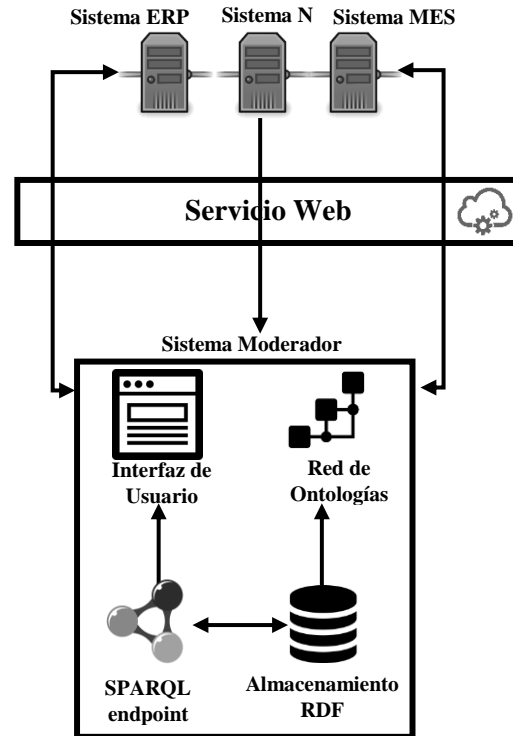 Sistema ERP
Sistema N
Sistema MES
Servicio Web
Sistema Moderador
Interfaz de
Usuario
Red de
Ontologías
SPARQL
endpoint
Almacenamiento
RDF